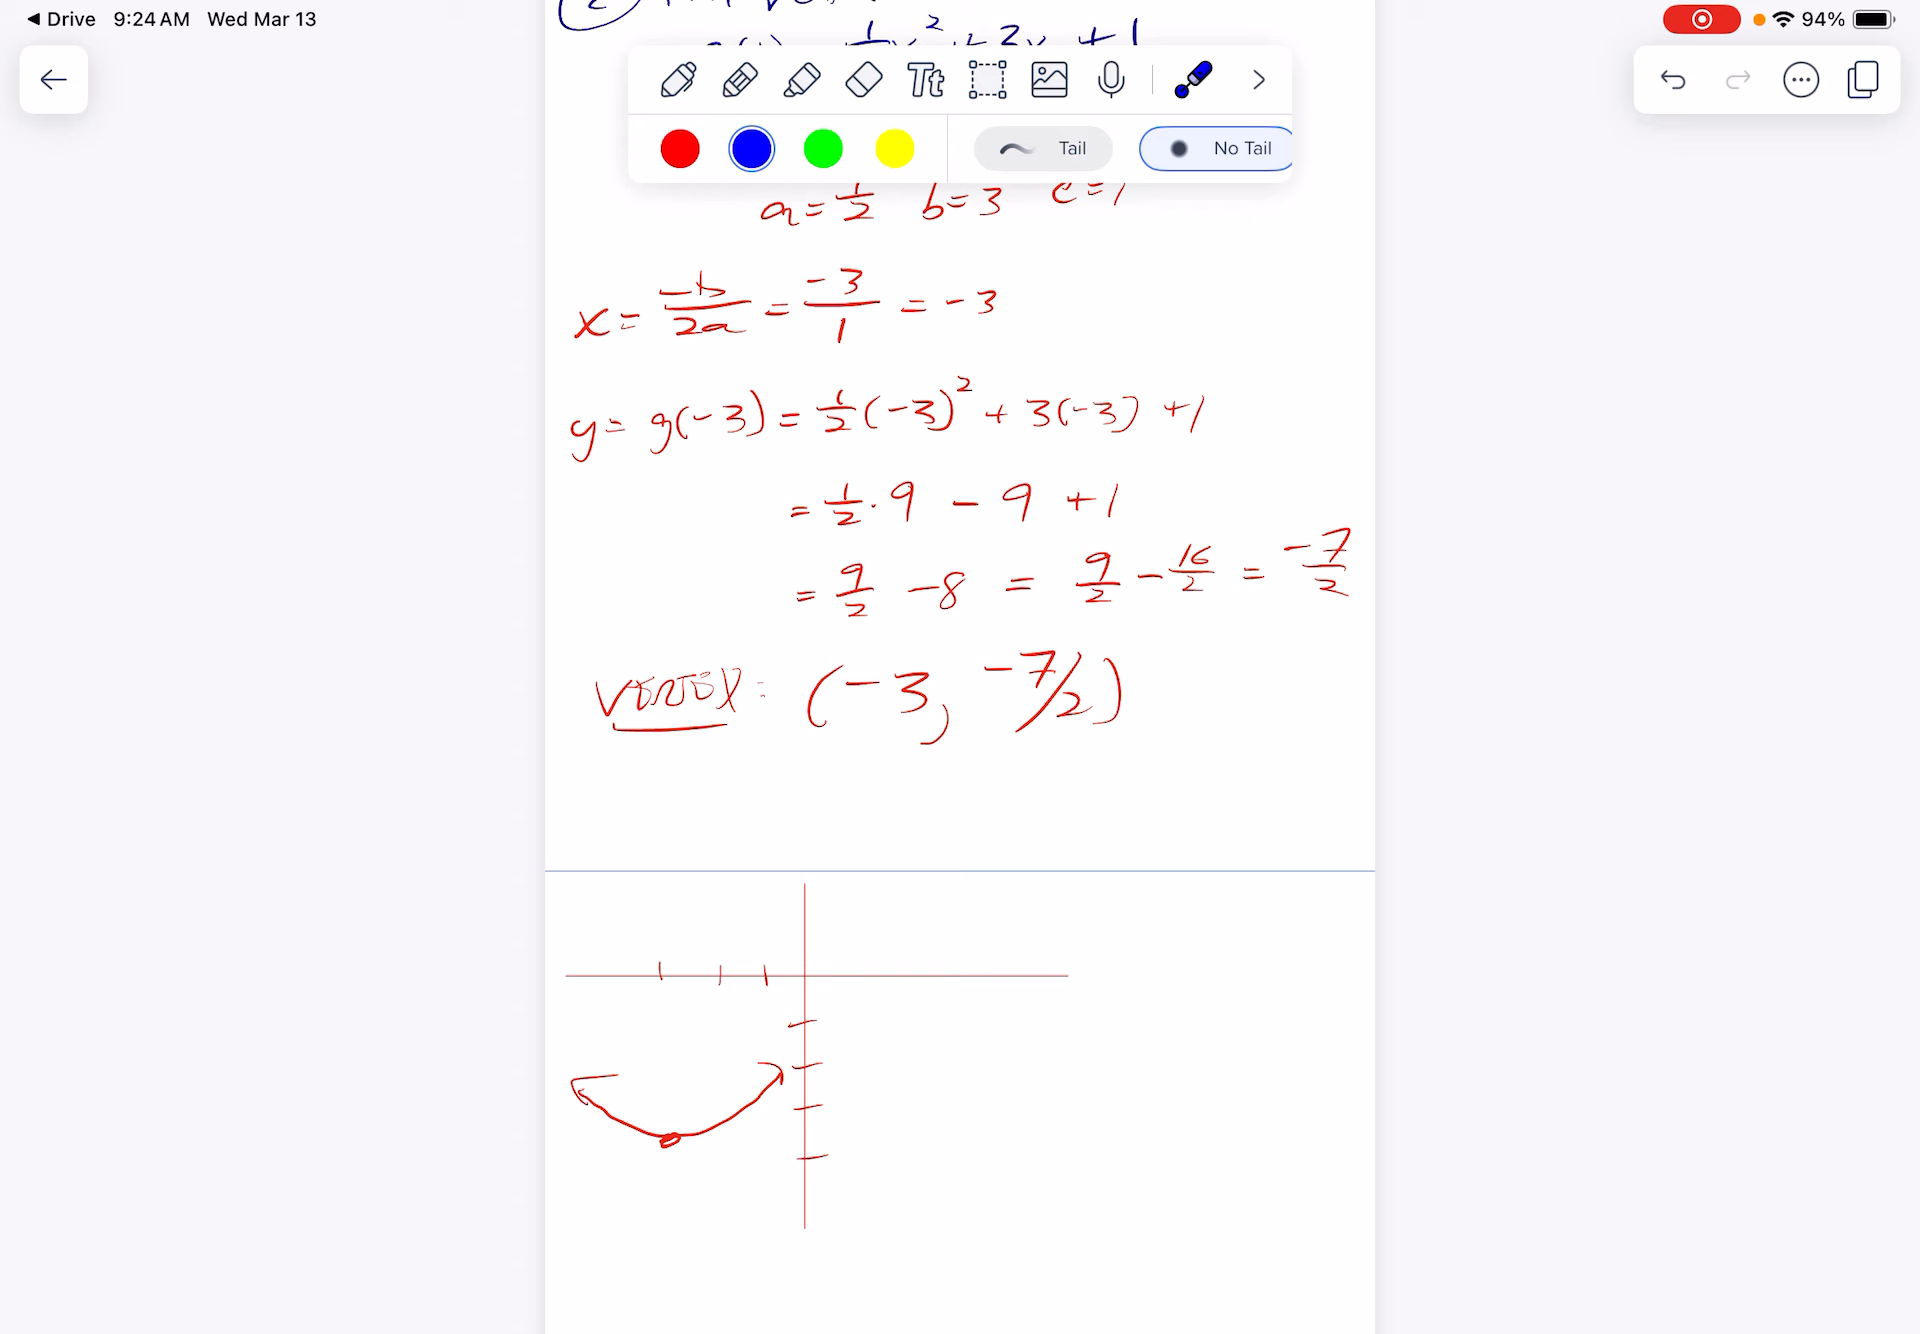 ◀ Drive 9:24 AM Wed Mar 13 94%
+ 1
Tt
Tail No Tail
a = 1/2 b = 3 c = 1
x = -b/2a = -3/1 = -3
y = g(-3) = 1/2(-3)² + 3(-3) + 1
= 1/2 · 9 - 9 + 1
= 9/2 - 8 = 9/2 - 16/2 = -7/2
VERTEX: (-3, -7/2)